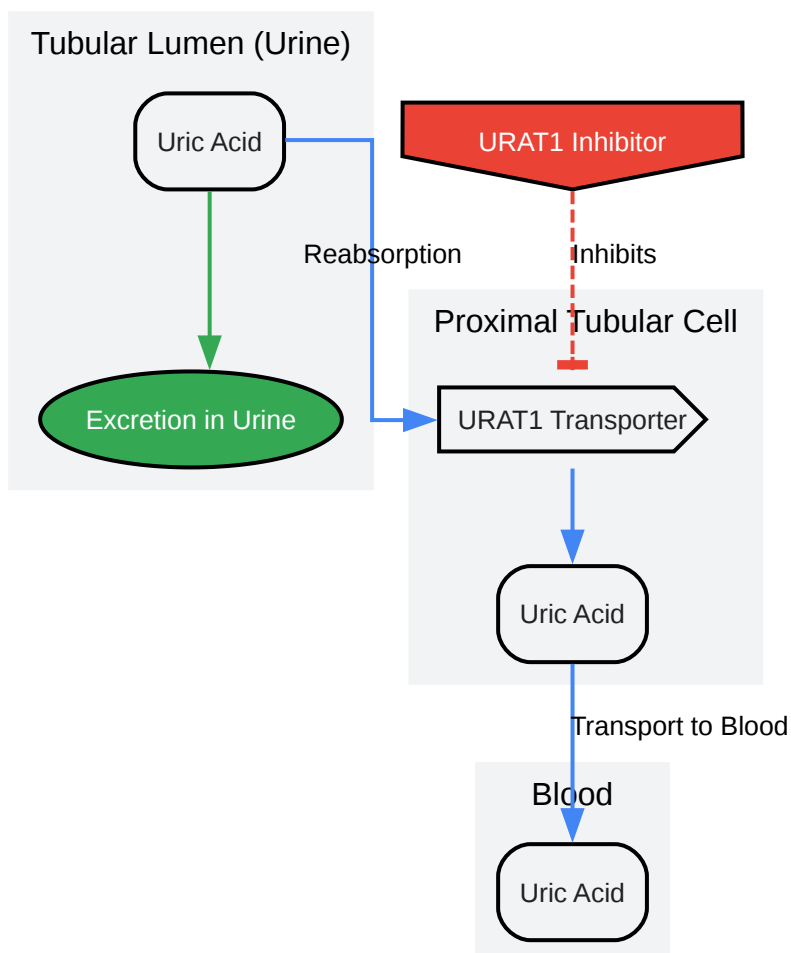 Tubular Lumen (Urine)
Uric Acid
URAT1 Inhibitor
Reabsorption
Inhibits
Proximal Tubular Cell
Excretion in Urine
URAT1 Transporter
Uric Acid
Transport to Blood
Blood
Uric Acid